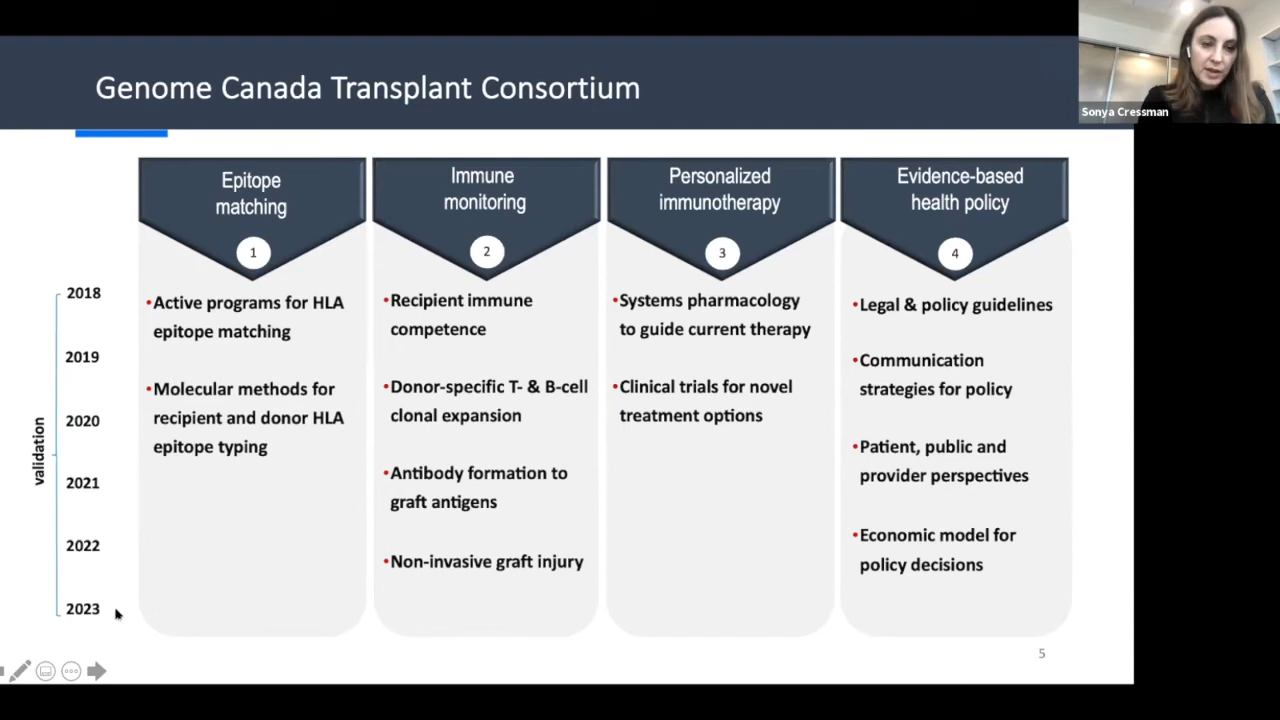 Genome Canada Transplant Consortium
Sonya Cressman
Epitope
matching
1
Immune
monitoring
2
Personalized
immunotherapy
3
Evidence-based
health policy
4
validation
2018
2019
2020
2021
2022
2023
•Active programs for HLA
epitope matching
•Molecular methods for
recipient and donor HLA
epitope typing
•Recipient immune
competence
•Donor-specific T- & B-cell
clonal expansion
•Antibody formation to
graft antigens
•Non-invasive graft injury
•Systems pharmacology
to guide current therapy
•Clinical trials for novel
treatment options
•Legal & policy guidelines
•Communication
strategies for policy
•Patient, public and
provider perspectives
•Economic model for
policy decisions
5